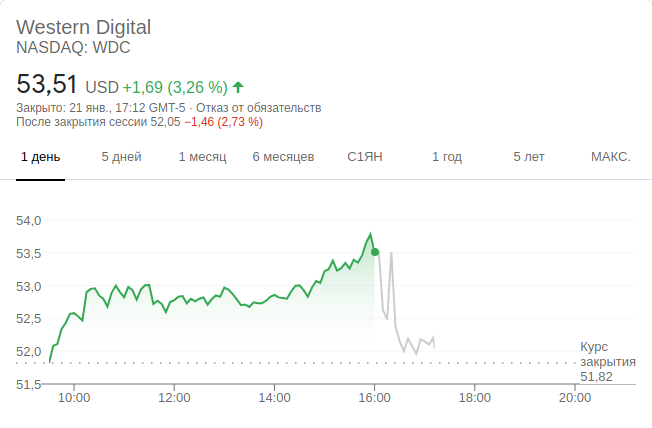 Western Digital
NASDAQ: WDC
53,51 USD +1,69 (3,26 %)
Закрыто: 21 янв., 17:12 GMT-5 · Отказ от обязательств
После закрытия сессии 52,05 −1,46 (2,73 %)
1 день 5 дней 1 месяц 6 месяцев С1ЯН 1 год 5 лет МАКС.
54,0
53,5
53,0
52,5
52,0
51,5
Курс
закрытия
51,82
10:00 12:00 14:00 16:00 18:00 20:00